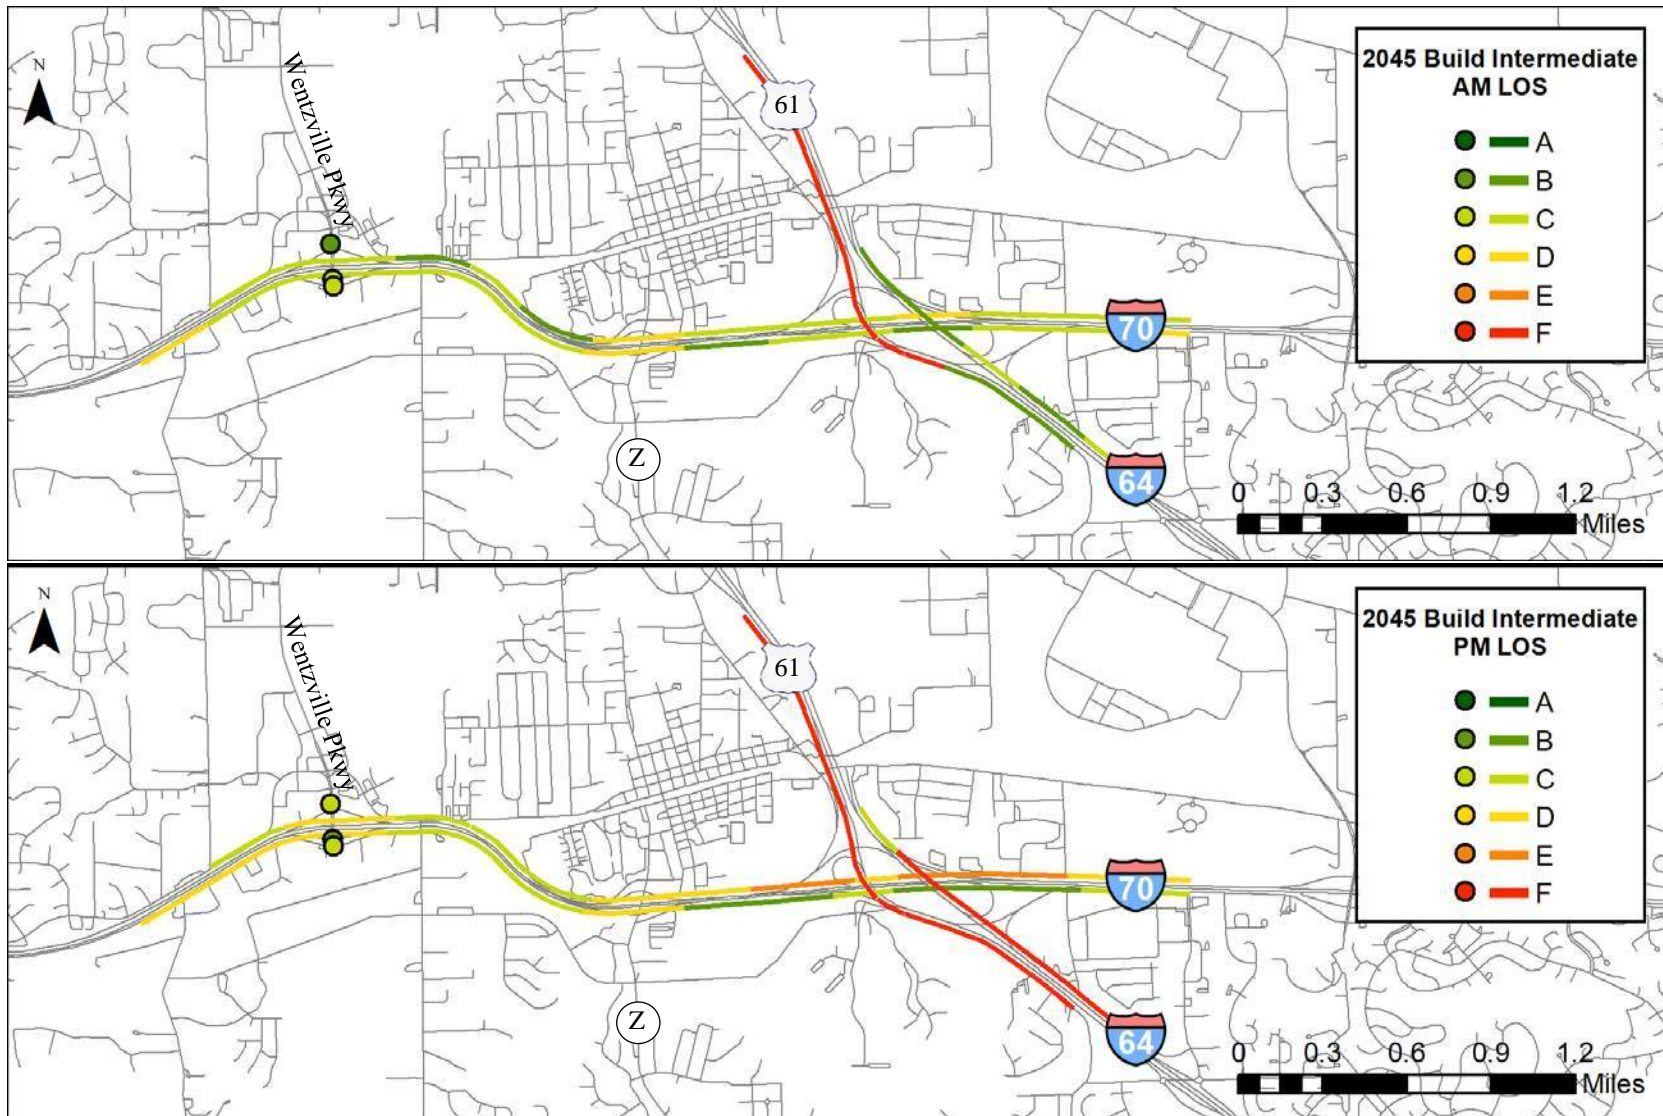 N
Wentzville Pkwy
61
2045 Build Intermediate
AM LOS
A
B
C
D
E
F
70
Z
64
0 0.3 0.6 0.9 1.2
Miles
N
Wentzville Pkwy
61
2045 Build Intermediate
PM LOS
A
B
C
D
E
F
70
Z
64
0 0.3 0.6 0.9 1.2
Miles